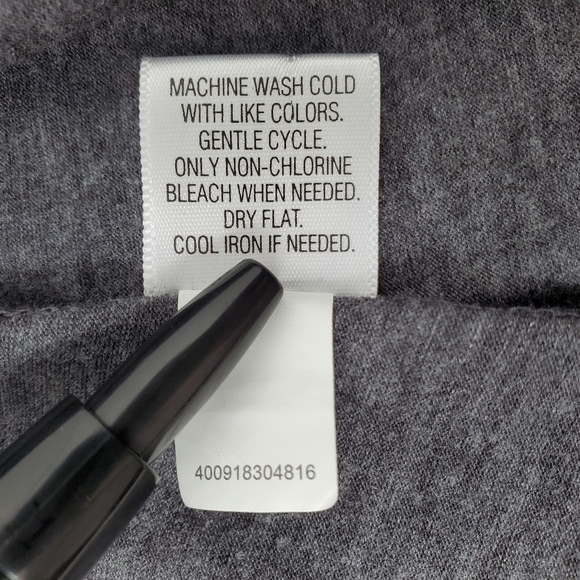 MACHINE WASH COLD
WITH LIKE COLORS.
GENTLE CYCLE.
ONLY NON-CHLORINE
BLEACH WHEN NEEDED.
DRY FLAT.
COOL IRON IF NEEDED.
400918304816